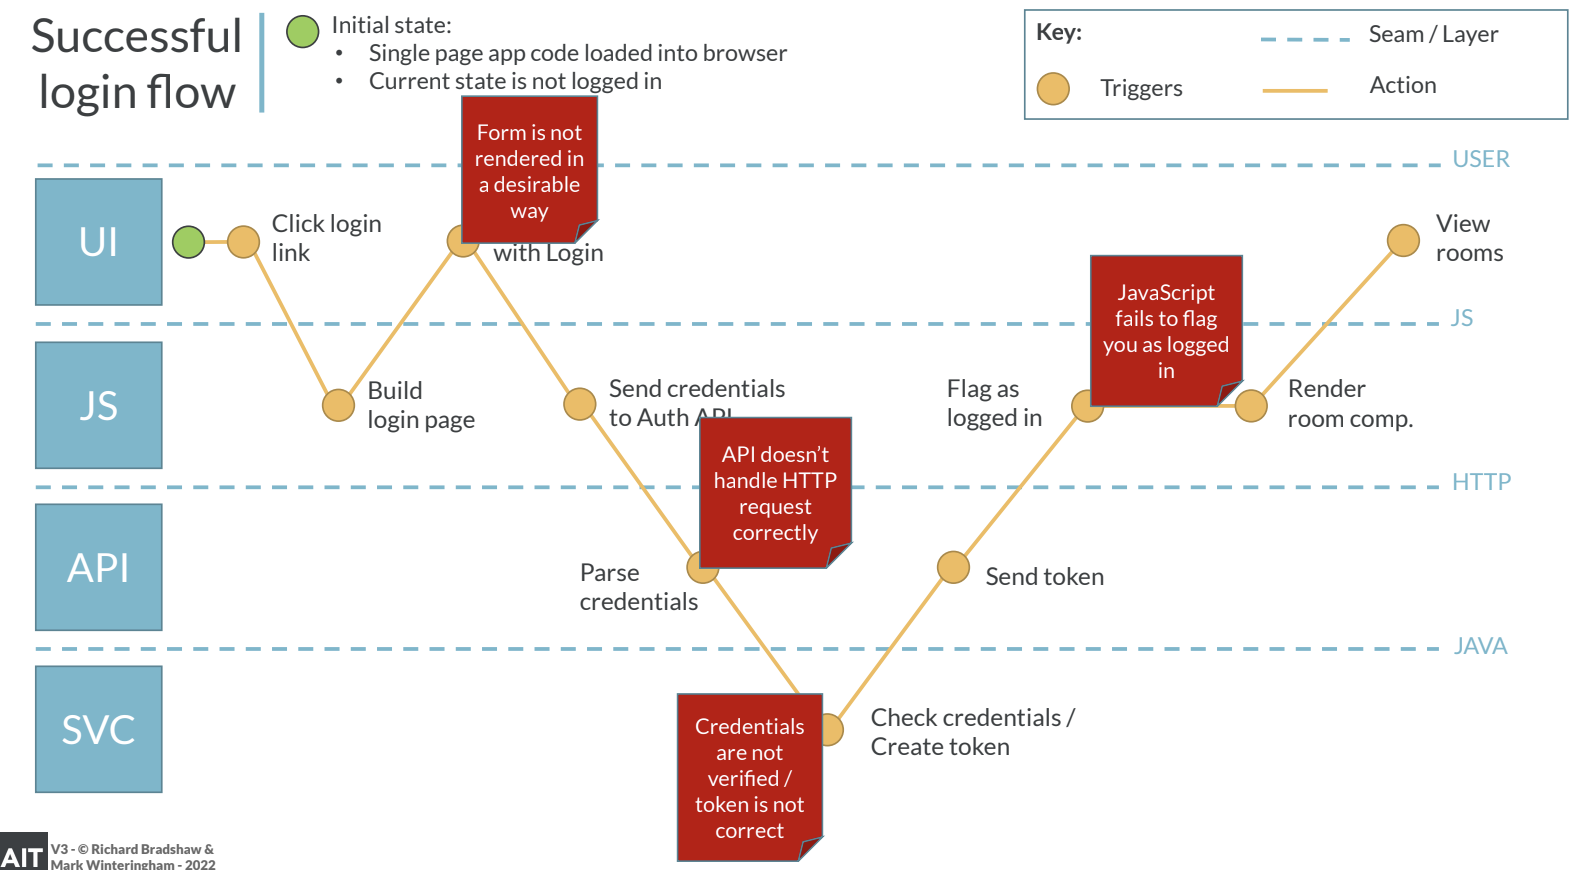 Successful
login flow
Initial state:
• Single page app code loaded into browser
• Current state is not logged in
Key:
Seam / Layer
Triggers
Action
Form is not
rendered in
a desirable
way
USER
UI
Click login
link
with Login
View
rooms
JavaScript
fails to flag
you as logged
in
JS
JS
Build
login page
Send credentials
to Auth API
Flag as
logged in
Render
room comp.
API doesn’t
handle HTTP
request
correctly
HTTP
API
Parse
credentials
Send token
JAVA
SVC
Credentials
are not
verified /
token is not
correct
Check credentials /
Create token
AIT
V3 - © Richard Bradshaw &
Mark Winteringham - 2022